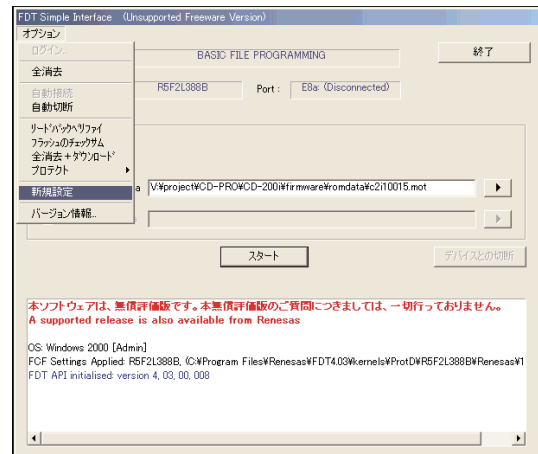 FDT Simple Interface (Unsupported Freeware Version)
オプション
ログイン..
全消去
自動接続
自動切断
リードバックベリファイ
フラッシュのチェックサム
全消去+ダウンロード
プロテクト
新規設定
バージョン情報..
BASIC FILE PROGRAMMING
終了
R5F2L388B
Port :
E8a: (Disconnected)
a
V:¥project¥CD-PRO¥CD-200i¥firmware¥romdata¥c2i10015.mot
スタート
デバイスとの切断
本ソフトウェアは、無償評価版です。本無償評価版のご質問につきましては、一切行っておりません。
A supported release is also available from Renesas
OS: Windows 2000 [Admin]
FCF Settings Applied: R5F2L388B, (C:¥Program Files¥Renesas¥FDT4.03¥kernels¥ProtD¥R5F2L388B¥Renesas¥1
FDT API initialised: version 4, 03, 00, 008